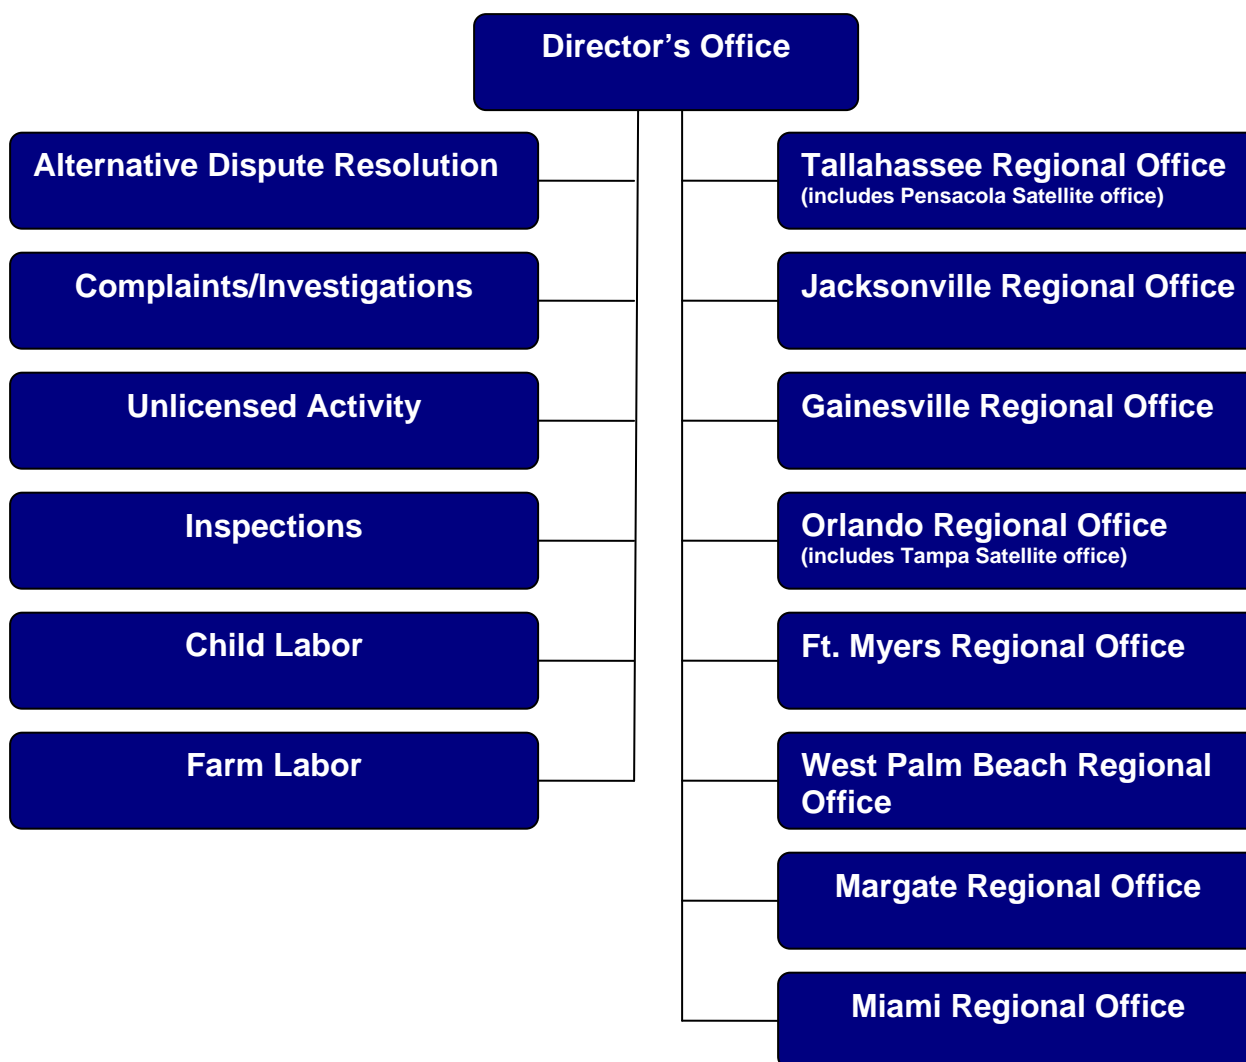 Director’s Office
Alternative Dispute Resolution
Complaints/Investigations
Unlicensed Activity
Inspections
Child Labor
Farm Labor
Tallahassee Regional Office
(includes Pensacola Satellite office)
Jacksonville Regional Office
Gainesville Regional Office
Orlando Regional Office
(includes Tampa Satellite office)
Ft. Myers Regional Office
West Palm Beach Regional
Office
Margate Regional Office
Miami Regional Office